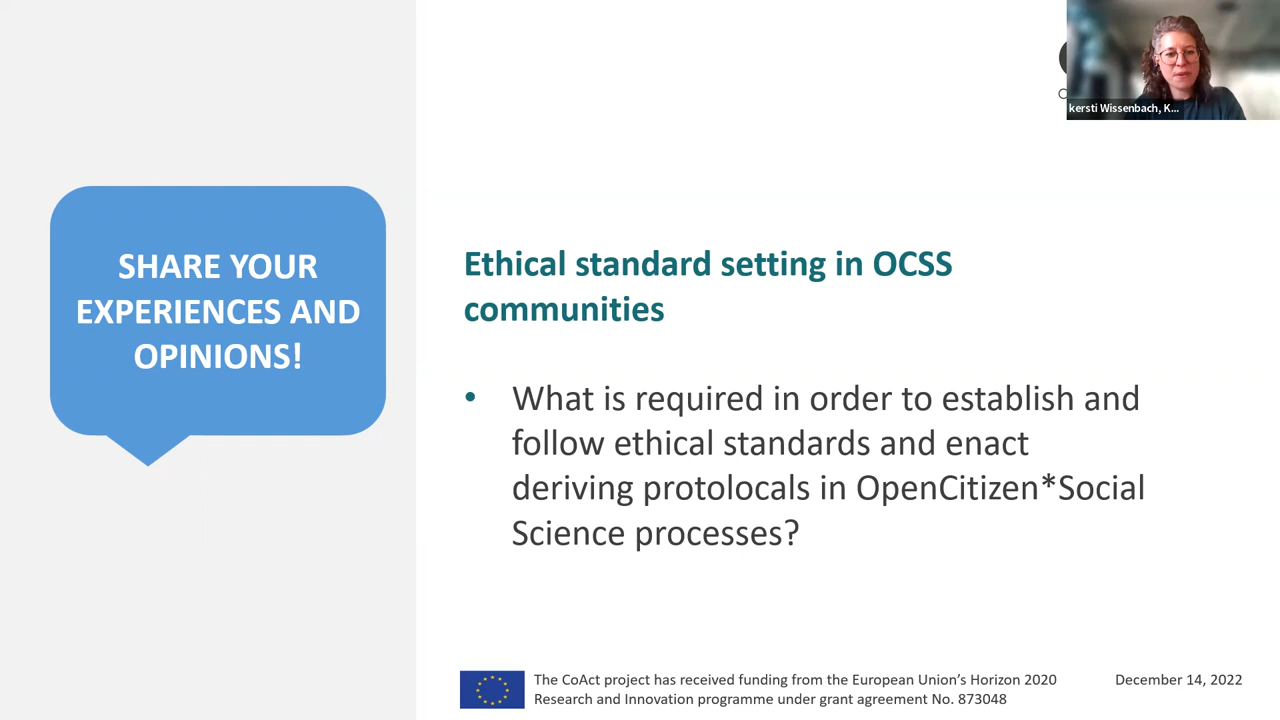 kersti Wissenbach, K...
SHARE YOUR
EXPERIENCES AND
OPINIONS!
Ethical standard setting in OCSS
communities
• What is required in order to establish and
follow ethical standards and enact
deriving protolocals in OpenCitizen*Social
Science processes?
The CoAct project has received funding from the European Union's Horizon 2020
Research and Innovation programme under grant agreement No. 873048
December 14, 2022